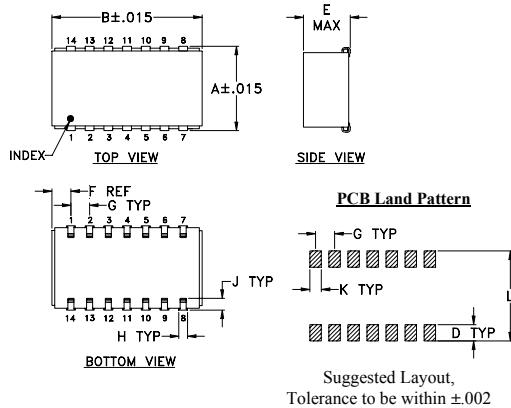 B±.015
14 13 12 11 10 9 8
A±.015
INDEX
1 2 3 4 5 6 7
TOP VIEW
E
MAX
SIDE VIEW
F REF
G TYP
1 2 3 4 5 6 7
J TYP
14 13 12 11 10 9 8
H TYP
BOTTOM VIEW
PCB Land Pattern
G TYP
K TYP
L
D TYP
Suggested Layout,
Tolerance to be within ±.002